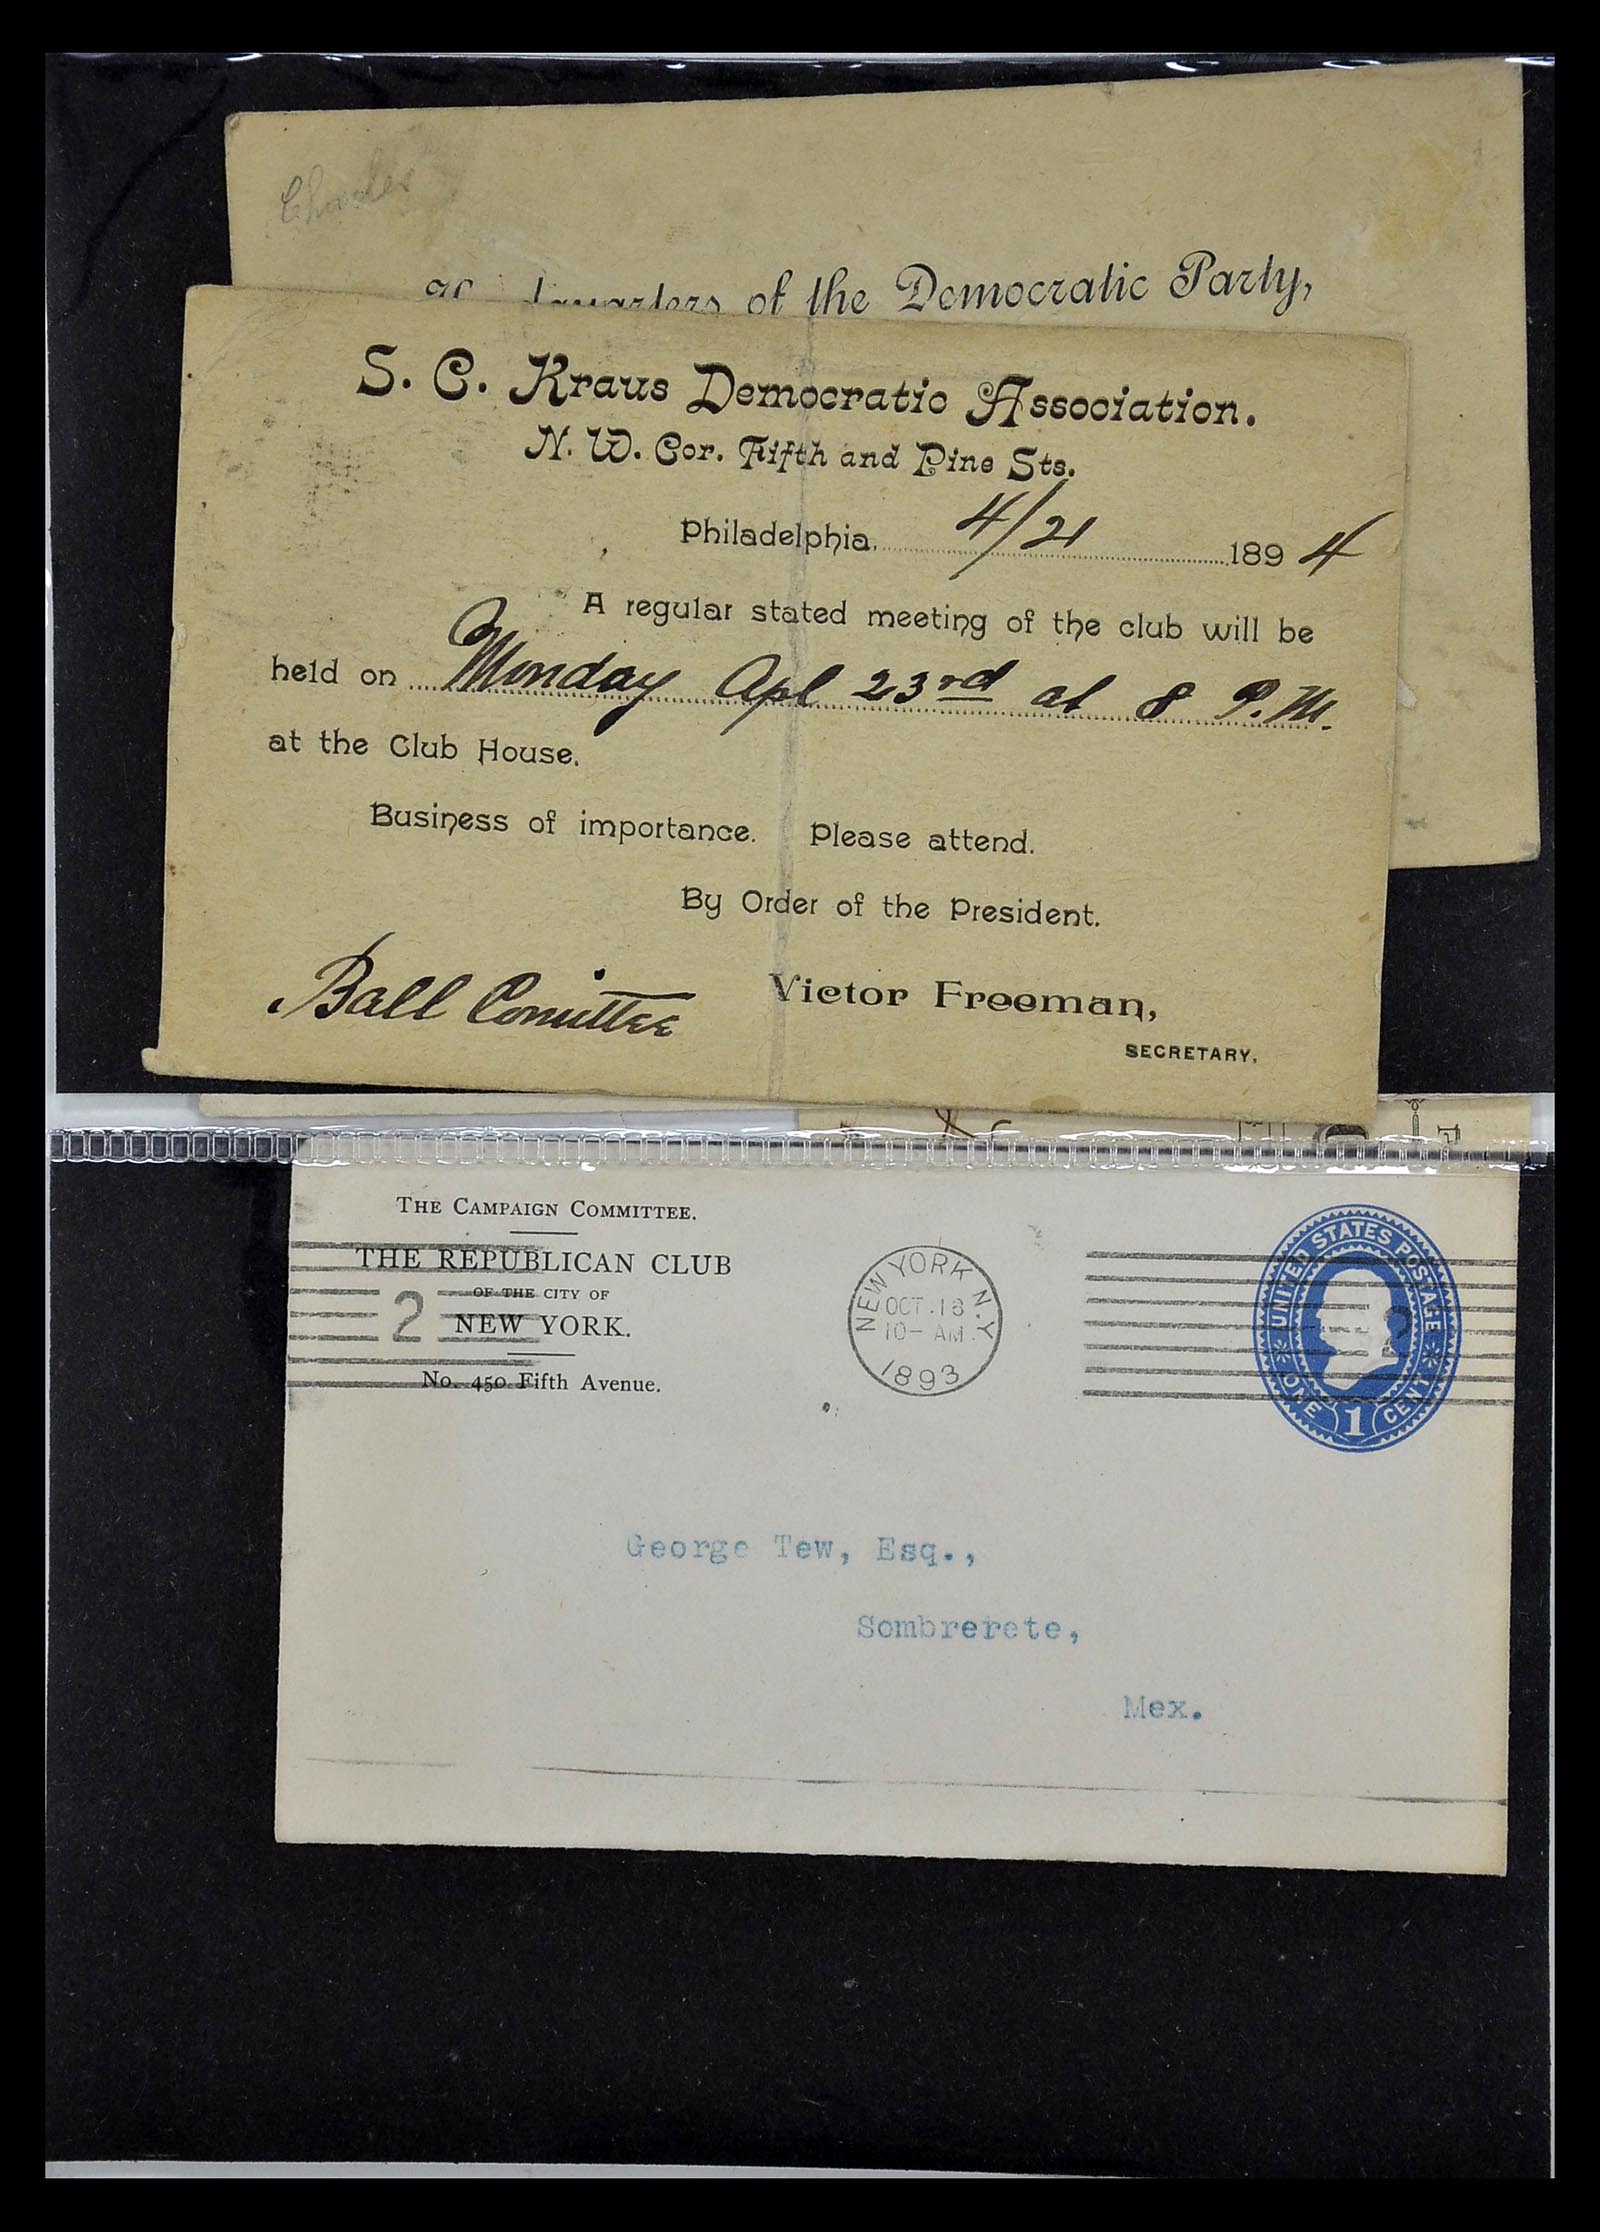 Charles
of the Democratic Party,
S. C. Kraus Democratic Association.
N. W. Cor. Fifth and Pine Sts.
Philadelphia, 4/21 1894
A regular stated meeting of the club will be
held on Monday Apl 23rd at 8 P.M.
at the Club House.
Business of importance. Please attend.
By Order of the President.
Ball Comittee
Victor Freeman,
SECRETARY.
THE CAMPAIGN COMMITTEE.
THE REPUBLICAN CLUB
OF THE CITY OF
NEW YORK.
No. 450 Fifth Avenue.
2
NEW YORK N.Y
OCT.18
10-AM.
1893
UNITED STATES POSTAGE
ONE 1 CENT
2
George Tew, Esq.,
Sombrerete,
Mex.